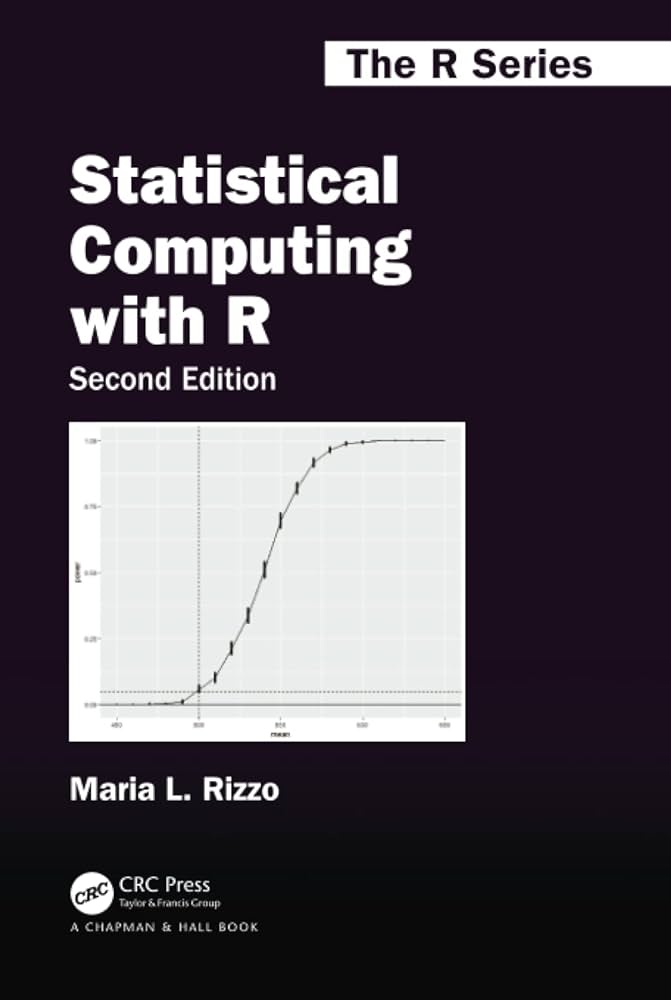 The R Series
Statistical
Computing
with R
Second Edition
1.00
0.75
0.50
0.25
0.00
power
450
500
550
600
650
mean
Maria L. Rizzo
CRC
CRC Press
Taylor & Francis Group
A CHAPMAN & HALL BOOK